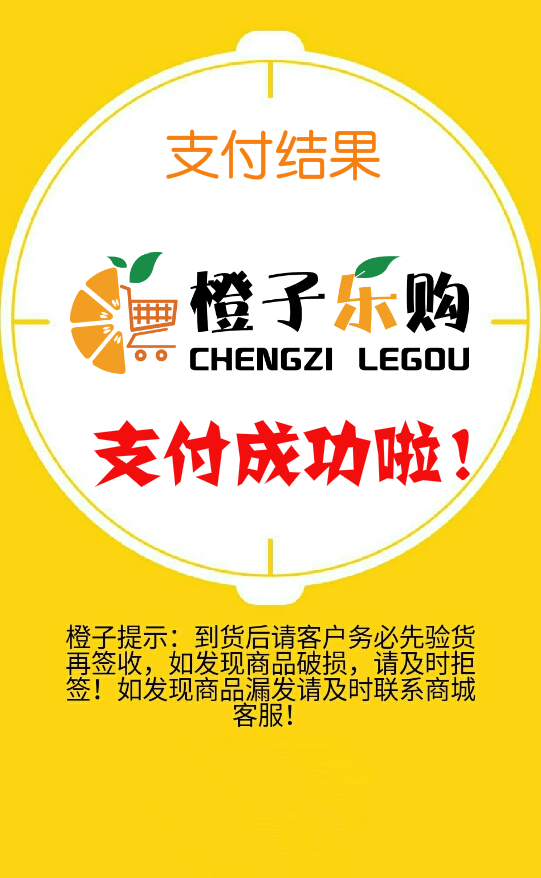 支付结果
橙子乐购
CHENGZI LEGOU
支付成功啦！
橙子提示：到货后请客户务必先验货
再签收，如发现商品破损，请及时拒
签！如发现商品漏发请及时联系商城
客服！